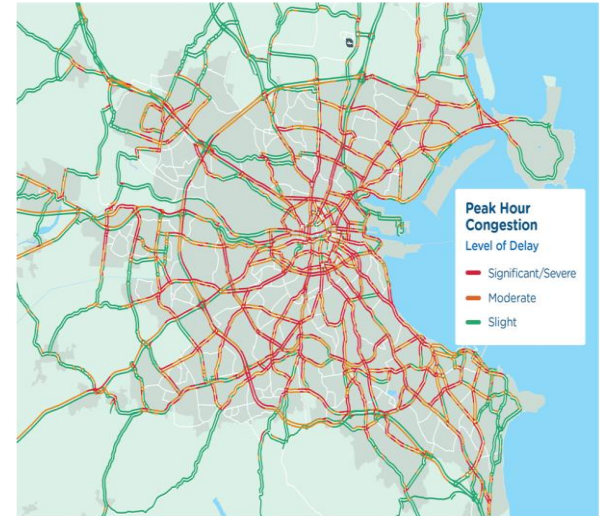 Peak Hour
Congestion
Level of Delay
Significant/Severe
Moderate
Slight